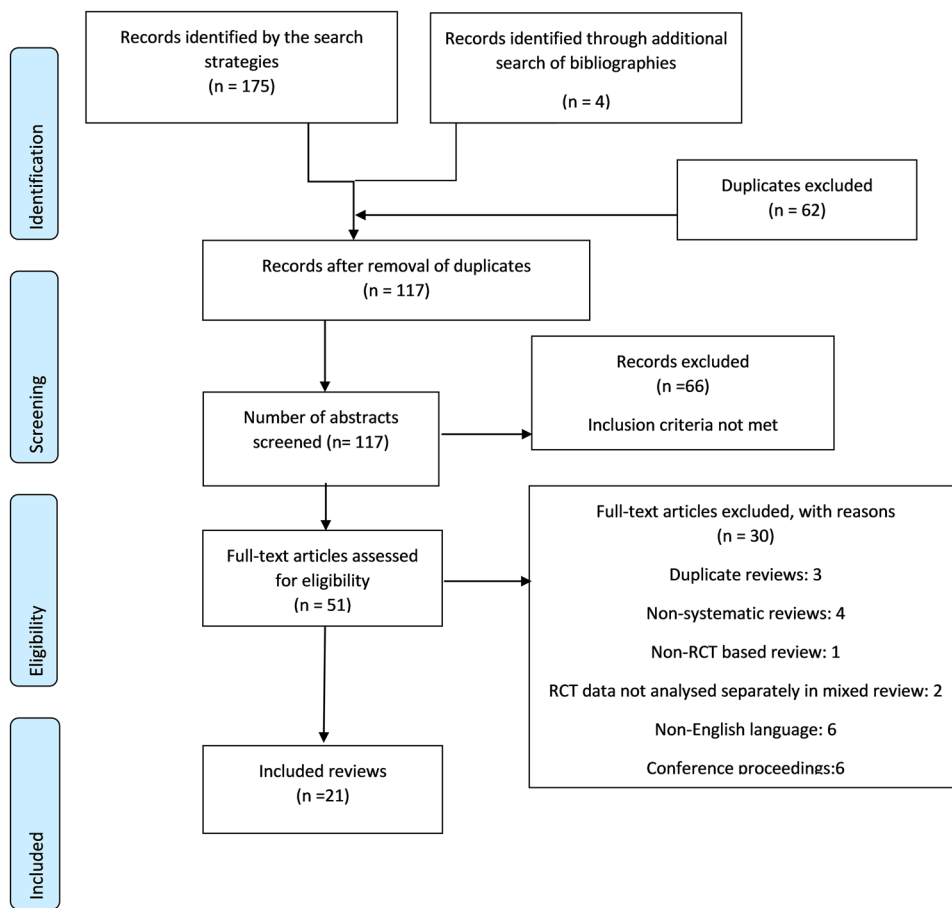 Identification
Records identified by the search
strategies
(n = 175)
Records identified through additional
search of bibliographies
(n = 4)
Duplicates excluded
(n = 62)
Records after removal of duplicates
(n = 117)
Screening
Number of abstracts
screened (n= 117)
Records excluded
(n =66)
Inclusion criteria not met
Eligibility
Full-text articles assessed
for eligibility
(n = 51)
Full-text articles excluded, with reasons
(n = 30)
Duplicate reviews: 3
Non-systematic reviews: 4
Non-RCT based review: 1
RCT data not analysed separately in mixed review: 2
Non-English language: 6
Conference proceedings:6
Included
Included reviews
(n =21)